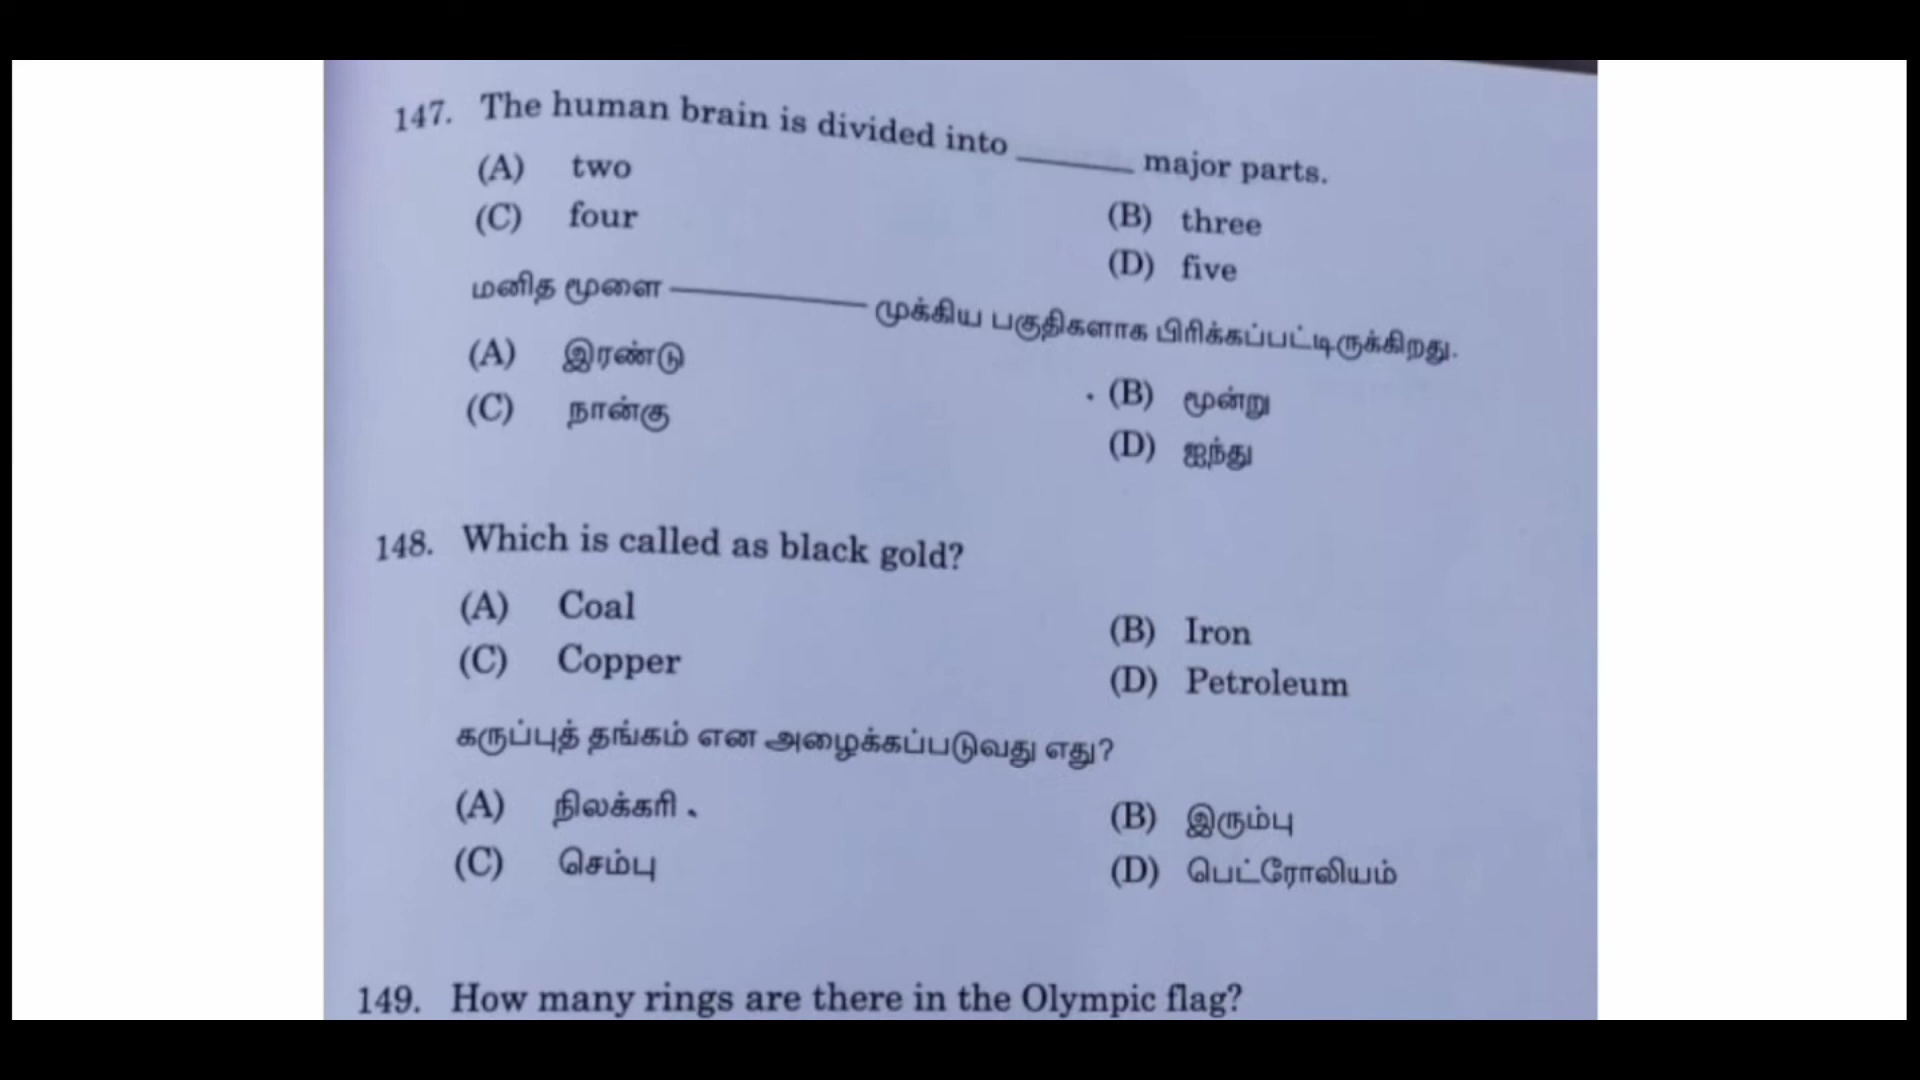 147. The human brain is divided into ______ major parts.
(A) two
(B) three
(C) four
(D) five
மனித மூளை ______ முக்கிய பகுதிகளாக பிரிக்கப்பட்டிருக்கிறது.
(A) இரண்டு
(B) மூன்று
(C) நான்கு
(D) ஐந்து
148. Which is called as black gold?
(A) Coal
(B) Iron
(C) Copper
(D) Petroleum
கருப்புத் தங்கம் என அழைக்கப்படுவது எது?
(A) நிலக்கரி
(B) இரும்பு
(C) செம்பு
(D) பெட்ரோலியம்
149. How many rings are there in the Olympic flag?